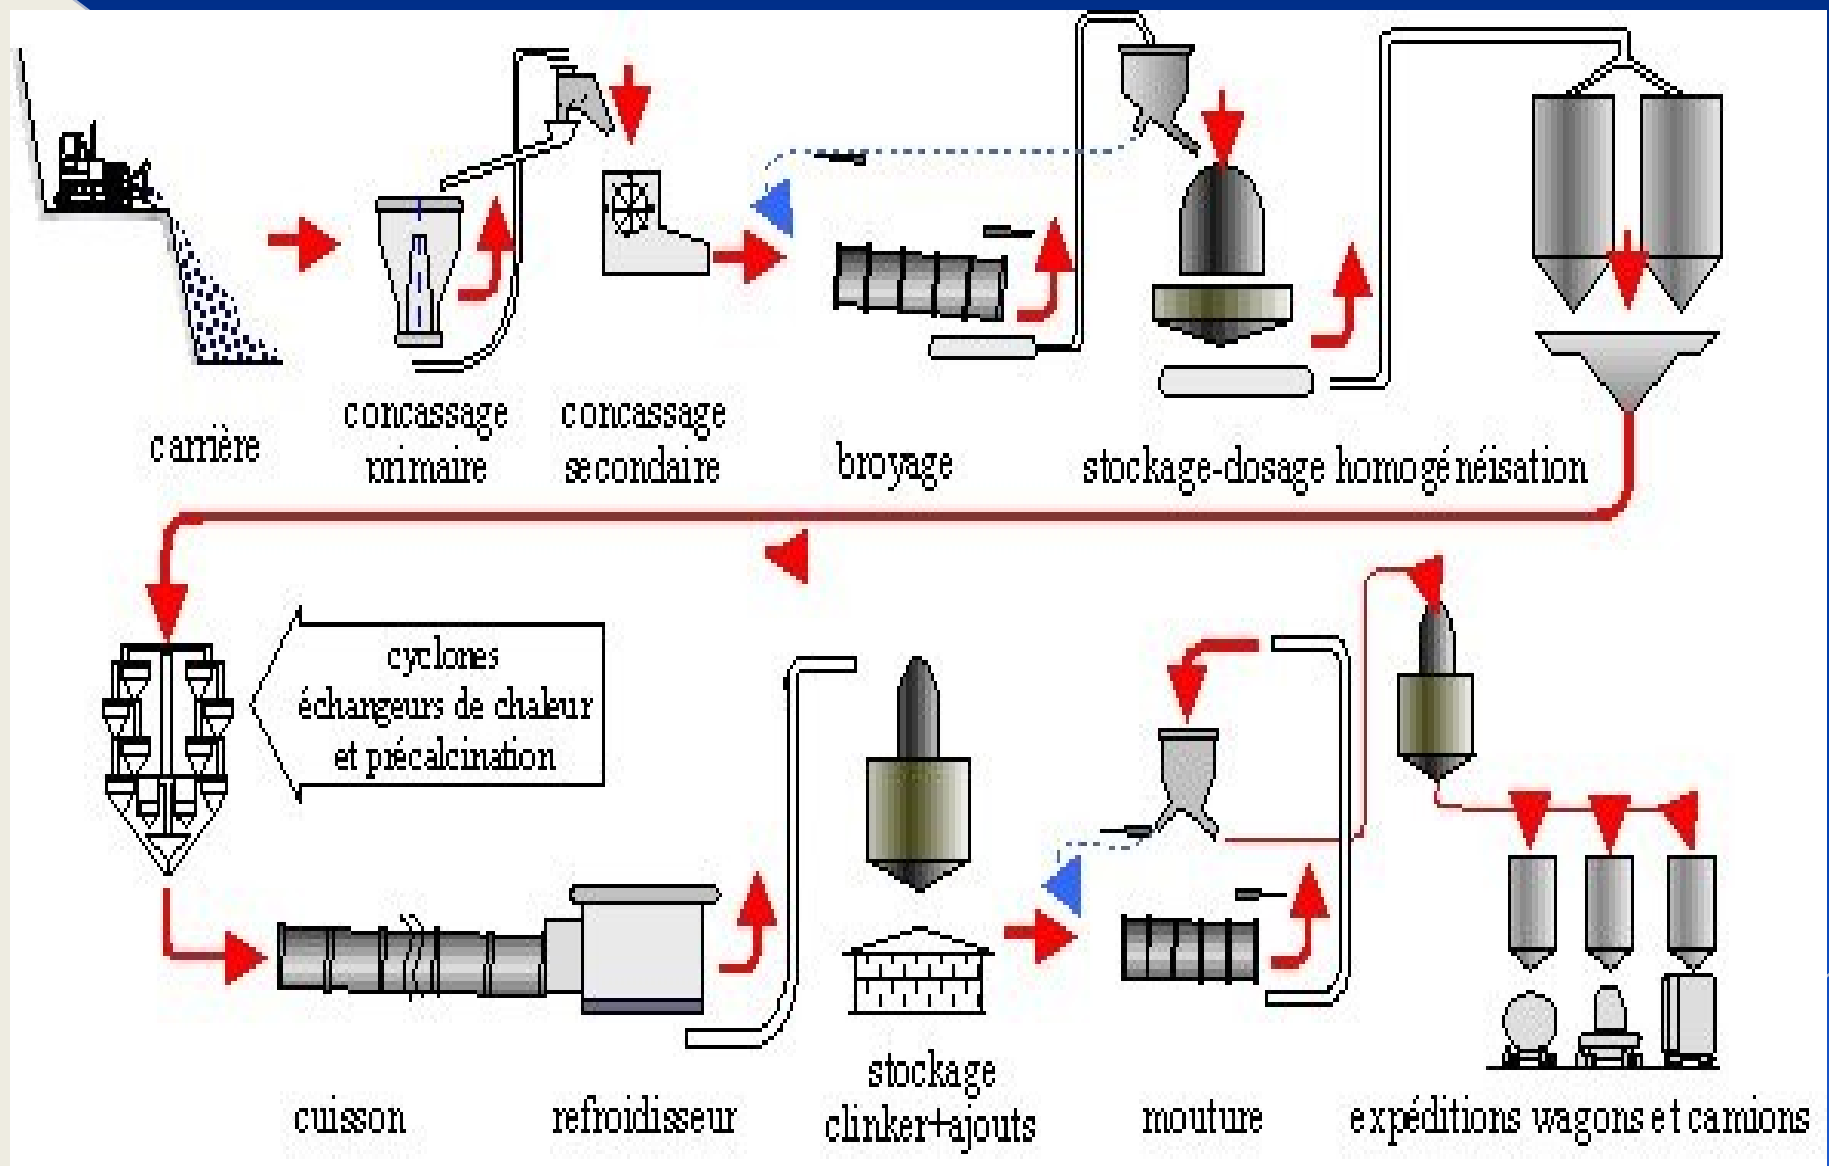 carrière
concassage
primaire
concassage
secondaire
broyage
stockage-dosage homogénéisation
cyclones
échangeurs de chaleur
et précalcination
cuisson
refroidisseur
stockage
clinker+ajouts
mouture
expéditions wagons et camions